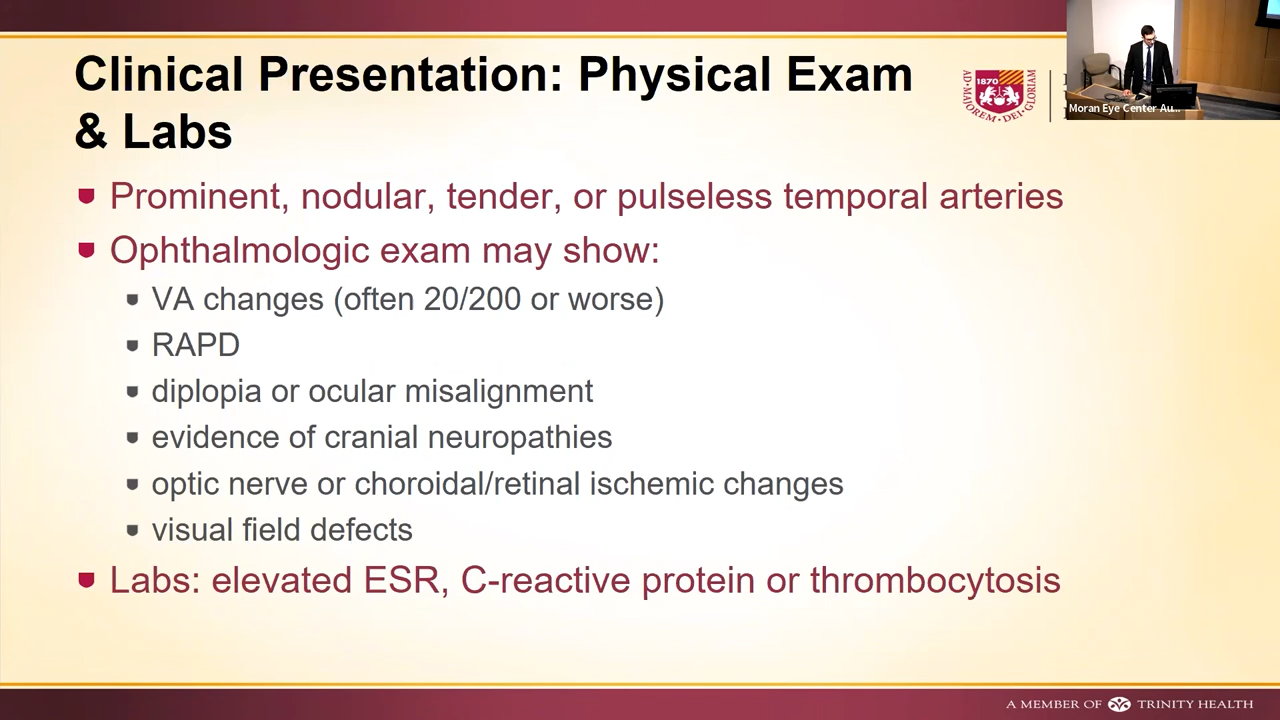 Clinical Presentation: Physical Exam
& Labs
1870
AD MAJOREM DEI GLORIAM
Moran Eye Center Au...
Prominent, nodular, tender, or pulseless temporal arteries
Ophthalmologic exam may show:
VA changes (often 20/200 or worse)
RAPD
diplopia or ocular misalignment
evidence of cranial neuropathies
optic nerve or choroidal/retinal ischemic changes
visual field defects
Labs: elevated ESR, C-reactive protein or thrombocytosis
A MEMBER OF TRINITY HEALTH